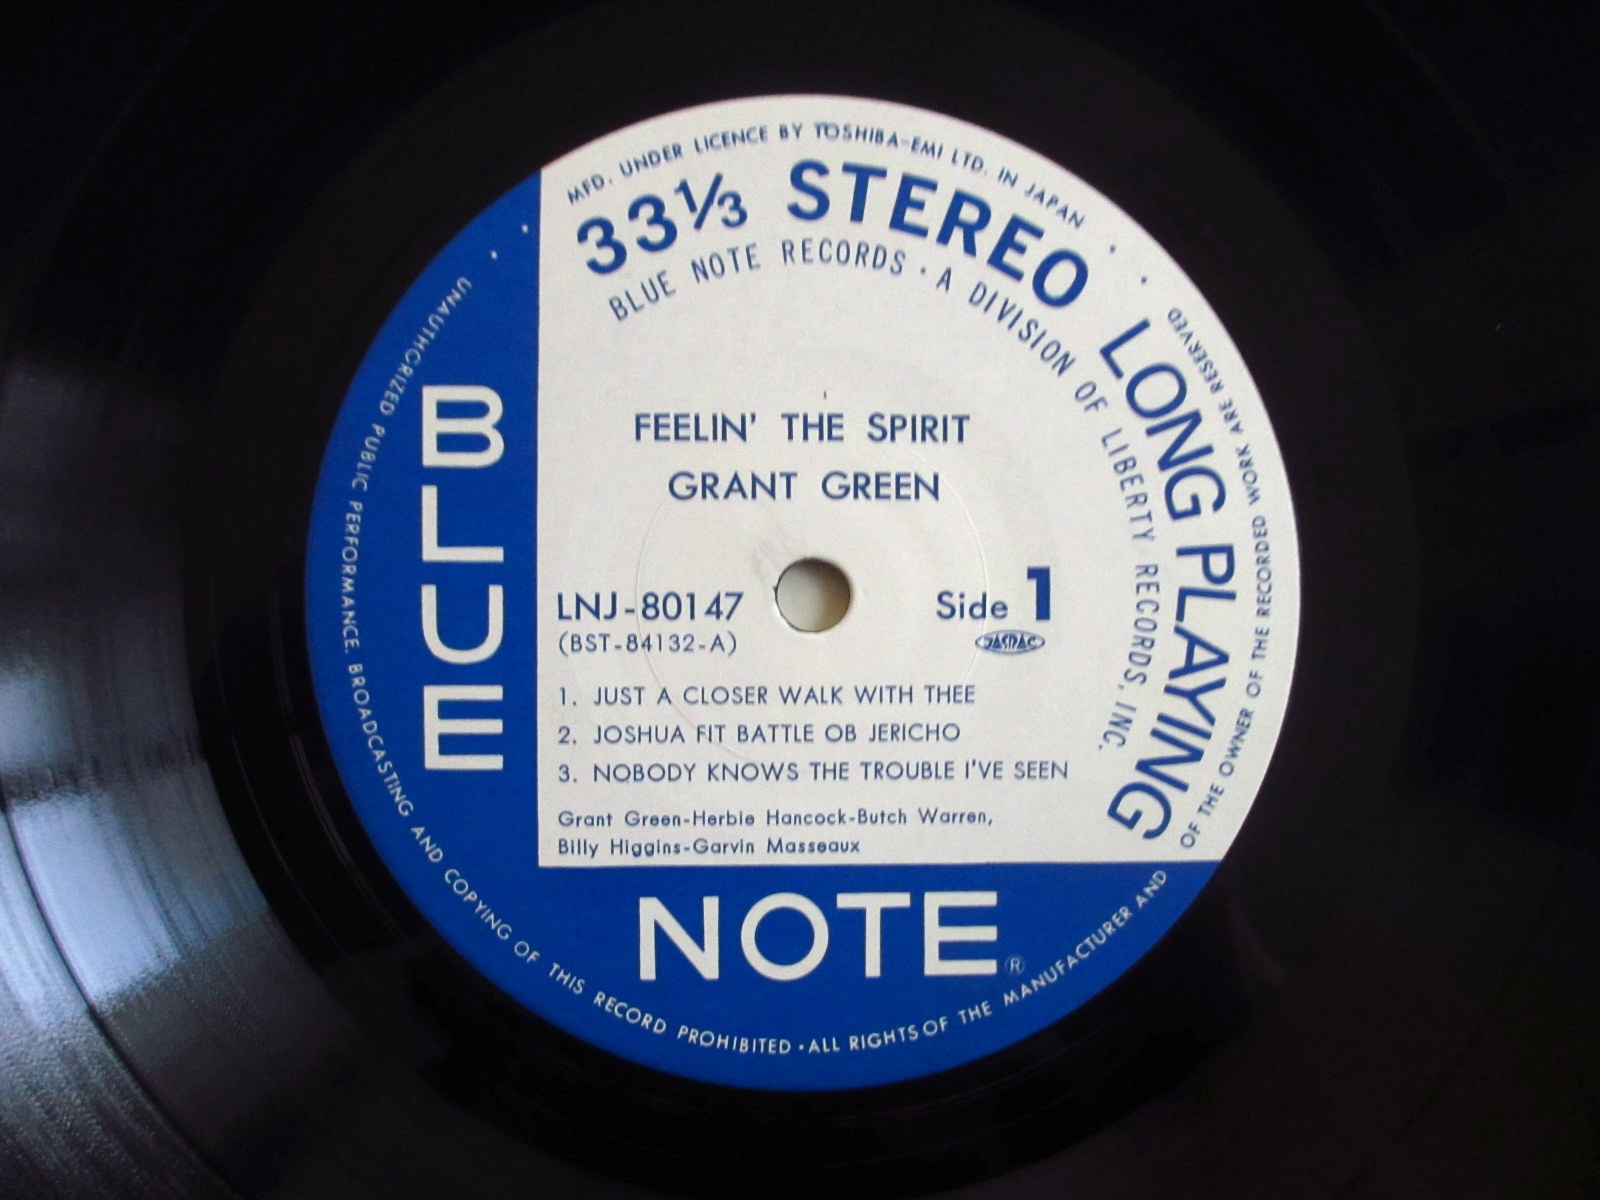 MFD. UNDER LICENCE BY TOSHIBA-EMI LTD. IN JAPAN
33⅓ STEREO LONG PLAYING
BLUE NOTE RECORDS · A DIVISION OF LIBERTY RECORDS, INC.
FEELIN' THE SPIRIT
GRANT GREEN
LNJ-80147
(BST-84132-A)
Side 1
JASRAC
1. JUST A CLOSER WALK WITH THEE
2. JOSHUA FIT BATTLE OB JERICHO
3. NOBODY KNOWS THE TROUBLE I'VE SEEN
Grant Green-Herbie Hancock-Butch Warren,
Billy Higgins-Garvin Masseaux
BLUE
NOTE®
UNAUTHORIZED PUBLIC PERFORMANCE, BROADCASTING AND COPYING OF THIS RECORD PROHIBITED · ALL RIGHTS OF THE MANUFACTURER AND OF THE OWNER OF THE RECORDED WORK ARE RESERVED